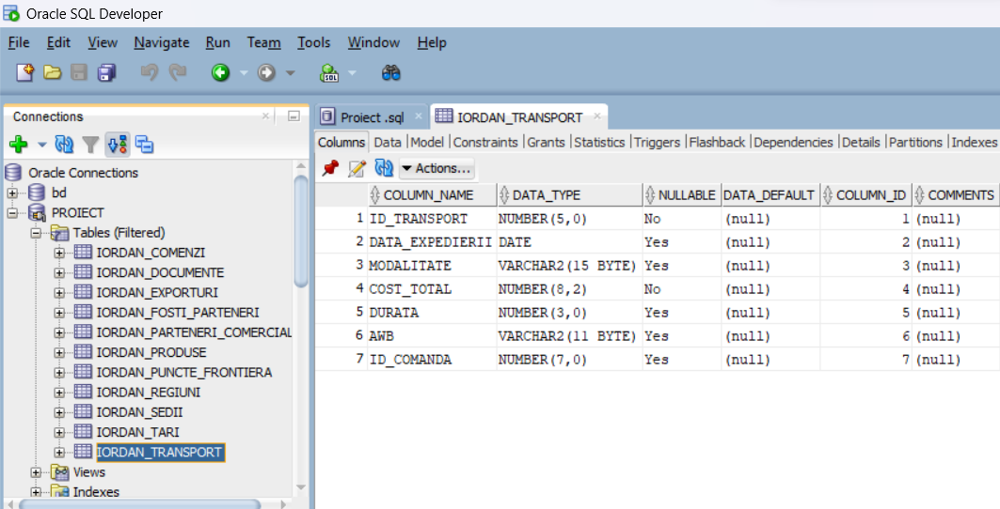 Oracle SQL Developer
File Edit View Navigate Run Team Tools Window Help
SQL
Connections
Oracle Connections
bd
PROIECT
Tables (Filtered)
IORDAN_COMENZI
IORDAN_DOCUMENTE
IORDAN_EXPORTURI
IORDAN_FOSTI_PARTENERI
IORDAN_PARTENERI_COMERCIAL
IORDAN_PRODUSE
IORDAN_PUNCTE_FRONTIERA
IORDAN_REGIUNI
IORDAN_SEDII
IORDAN_TARI
IORDAN_TRANSPORT
Views
Indexes
Project .sql IORDAN_TRANSPORT
Columns Data Model Constraints Grants Statistics Triggers Flashback Dependencies Details Partitions Indexes
Actions...
COLUMN_NAME DATA_TYPE NULLABLE DATA_DEFAULT COLUMN_ID COMMENTS
1 ID_TRANSPORT NUMBER(5,0) No (null) 1 (null)
2 DATA_EXPEDIERII DATE Yes (null) 2 (null)
3 MODALITATE VARCHAR2(15 BYTE) Yes (null) 3 (null)
4 COST_TOTAL NUMBER(8,2) No (null) 4 (null)
5 DURATA NUMBER(3,0) Yes (null) 5 (null)
6 AWB VARCHAR2(11 BYTE) Yes (null) 6 (null)
7 ID_COMANDA NUMBER(7,0) Yes (null) 7 (null)